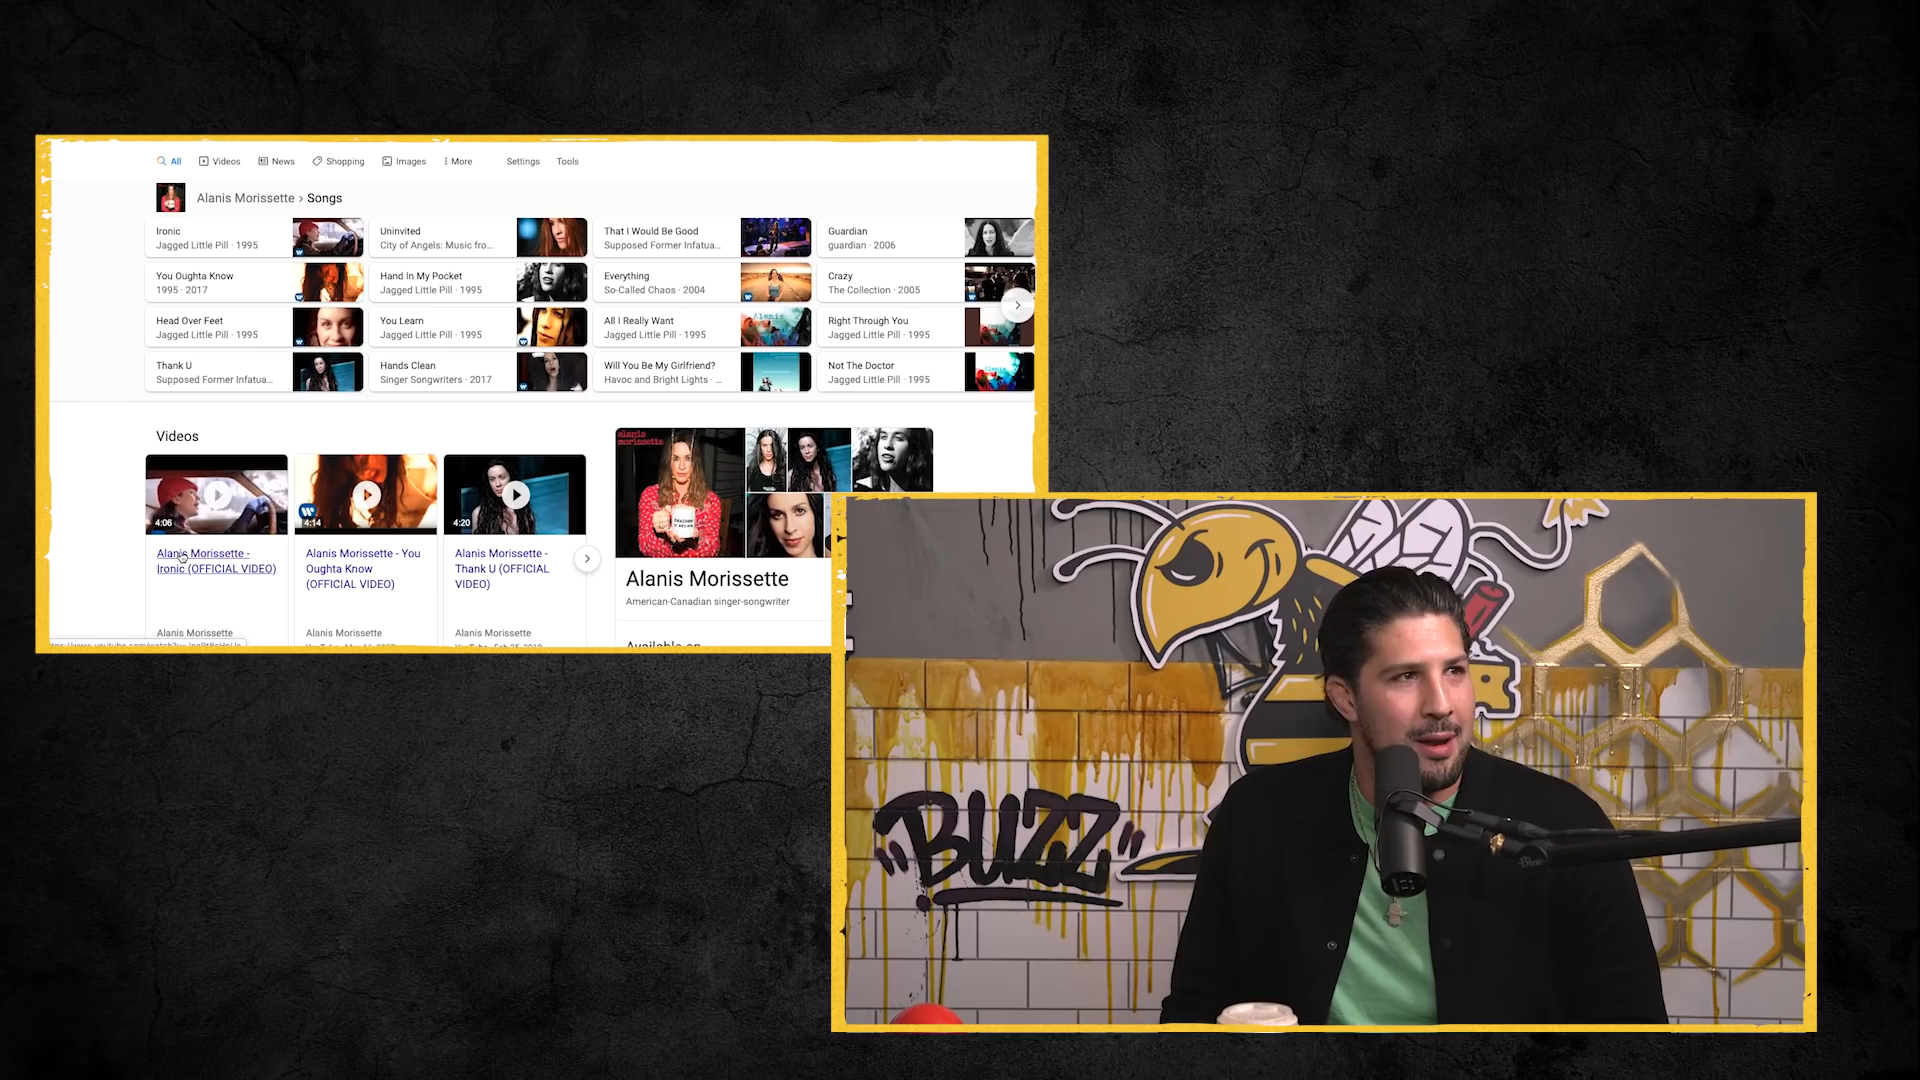 All Videos News Shopping Images More Settings Tools
Alanis Morissette › Songs
Ironic
Jagged Little Pill · 1995
Uninvited
City of Angels: Music fro...
That I Would Be Good
Supposed Former Infatua...
Guardian
guardian · 2006
You Oughta Know
1995 · 2017
Hand In My Pocket
Jagged Little Pill · 1995
Everything
So-Called Chaos · 2004
Crazy
The Collection · 2005
Head Over Feet
Jagged Little Pill · 1995
You Learn
Jagged Little Pill · 1995
All I Really Want
Jagged Little Pill · 1995
Right Through You
Jagged Little Pill · 1995
Thank U
Supposed Former Infatua...
Hands Clean
Singer Songwriters · 2017
Will You Be My Girlfriend?
Havoc and Bright Lights · ...
Not The Doctor
Jagged Little Pill · 1995
Videos
4:06
Alanis Morissette -
Ironic (OFFICIAL VIDEO)
Alanis Morissette
4:14
Alanis Morissette - You
Oughta Know
(OFFICIAL VIDEO)
Alanis Morissette
4:20
Alanis Morissette -
Thank U (OFFICIAL
VIDEO)
Alanis Morissette
alanis
morissette
Alanis Morissette
American-Canadian singer-songwriter
Available on
"BUZZ"
Blue